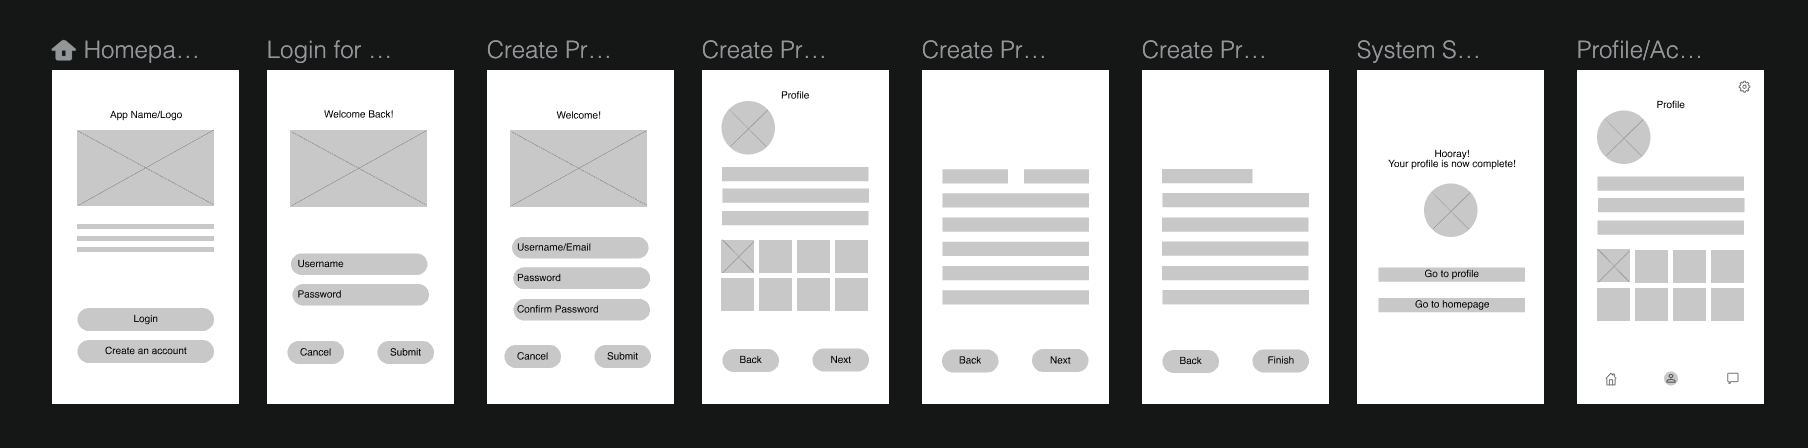 Homepa...
Login for ...
Create Pr...
Create Pr...
Create Pr...
Create Pr...
System S...
Profile/Ac...
App Name/Logo
Login
Create an account
Welcome Back!
Username
Password
Cancel
Submit
Welcome!
Username/Email
Password
Confirm Password
Cancel
Submit
Profile
Back
Next
Back
Next
Back
Finish
Hooray!
Your profile is now complete!
Go to profile
Go to homepage
Profile